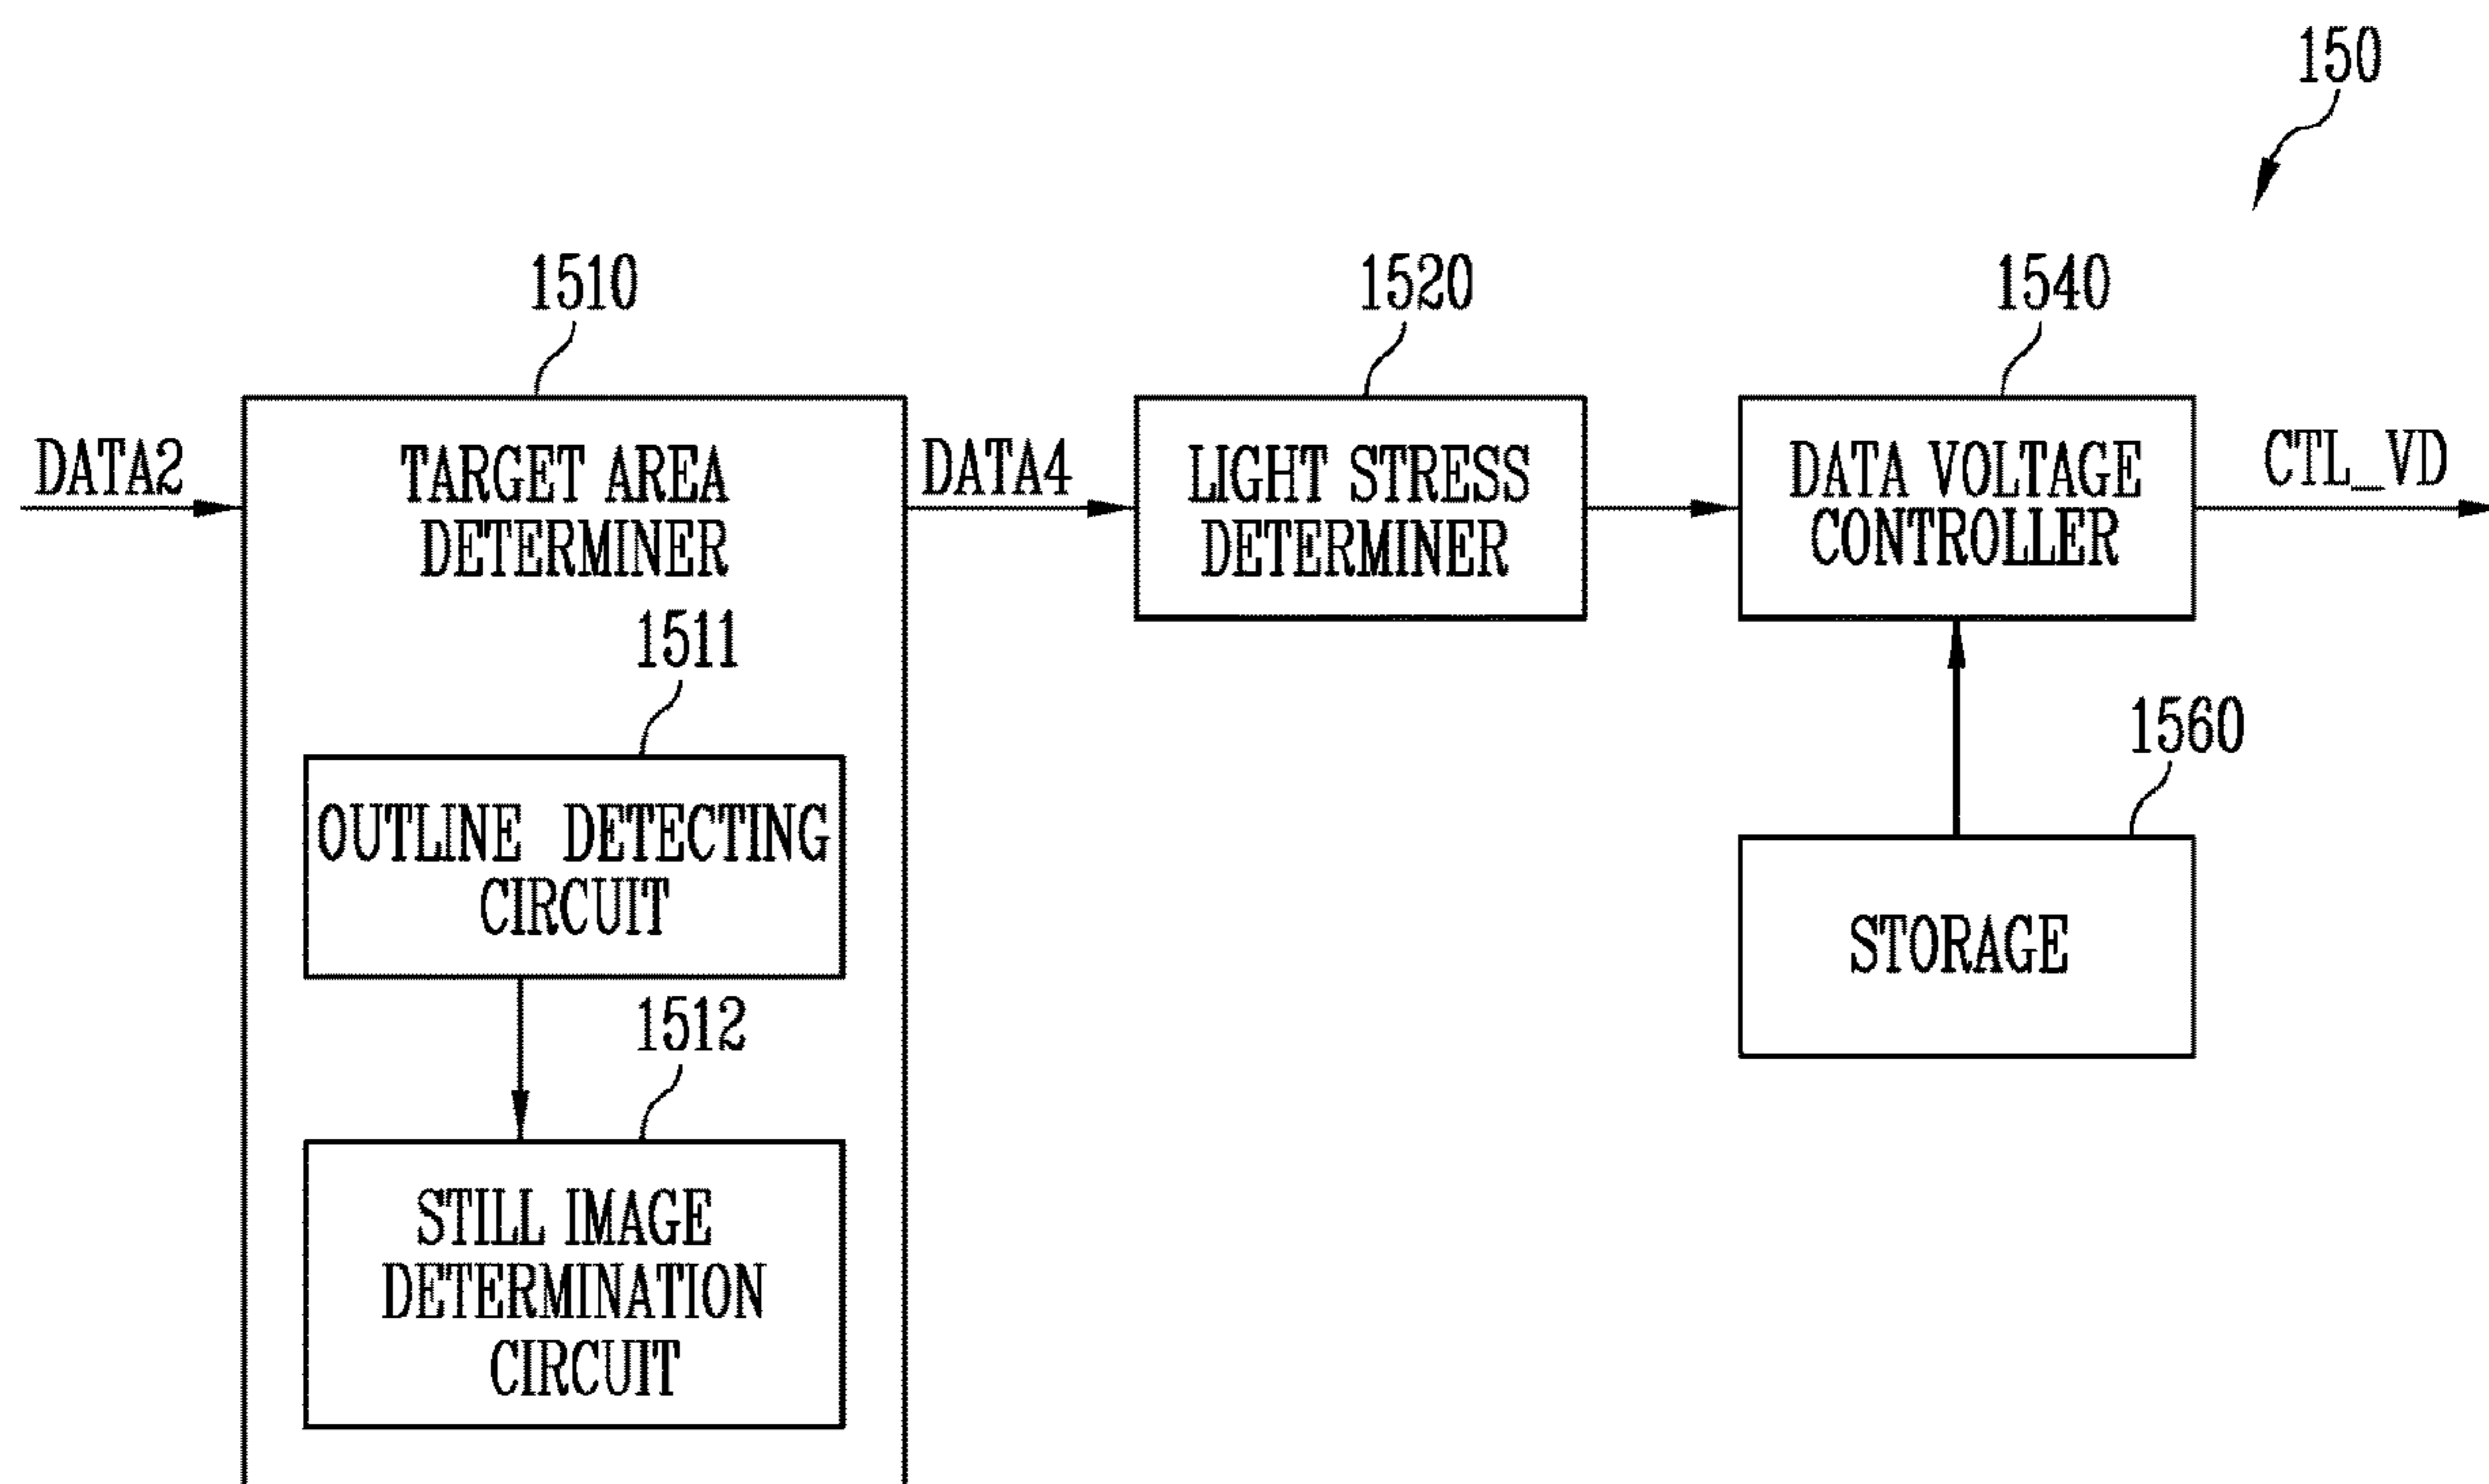 150
1510
1520
1540
DATA2
TARGET AREA
DETERMINER
DATA4
LIGHT STRESS
DETERMINER
DATA VOLTAGE
CONTROLLER
CTL_VD
1511
OUTLINE DETECTING
CIRCUIT
1560
STORAGE
1512
STILL IMAGE
DETERMINATION
CIRCUIT